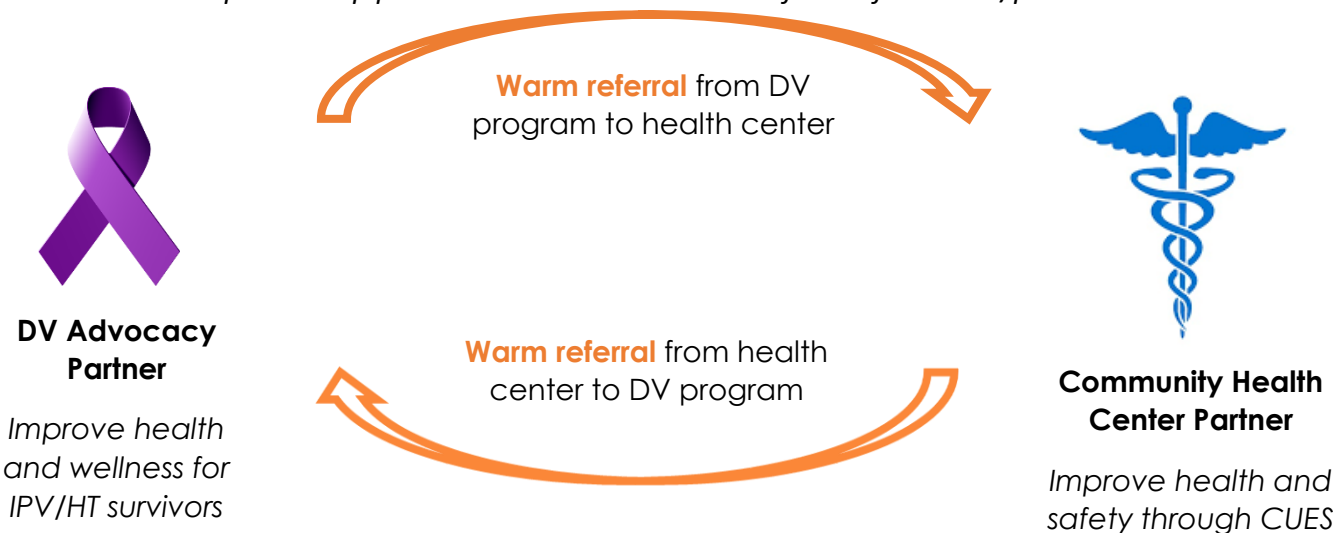 Warm referral from DV
program to health center
DV Advocacy
Partner
Improve health
and wellness for
IPV/HT survivors
Warm referral from health
center to DV program
Community Health
Center Partner
Improve health and
safety through CUES